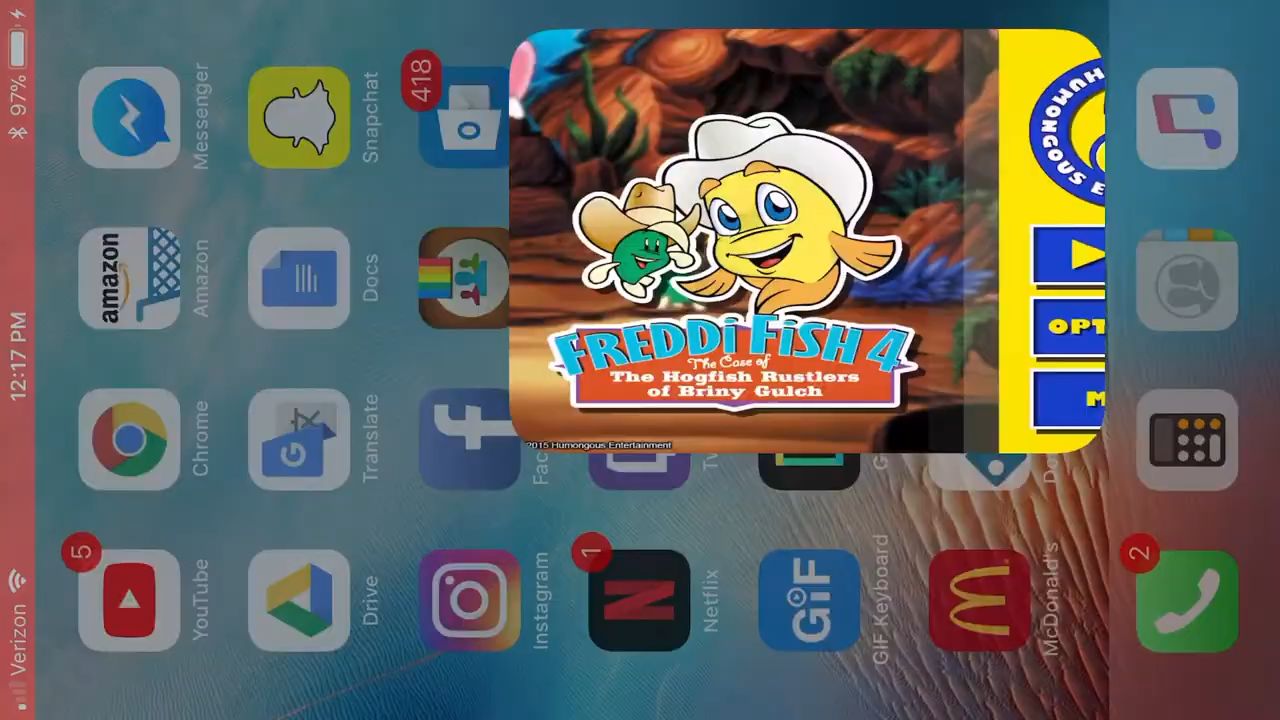 Verizon
12:17 PM
97%
5
YouTube
Chrome
amazon
Amazon
Messenger
Drive
G
Translate
Docs
Snapchat
Instagram
f
418
1
N
Netflix
GIF
GIF Keyboard
McDonald's
2
FREDDi FiSH 4
The Case of
The Hogfish Rustlers
of Briny Gulch
2015 Humongous Entertainment
HUMONGOUS E
OPT
M